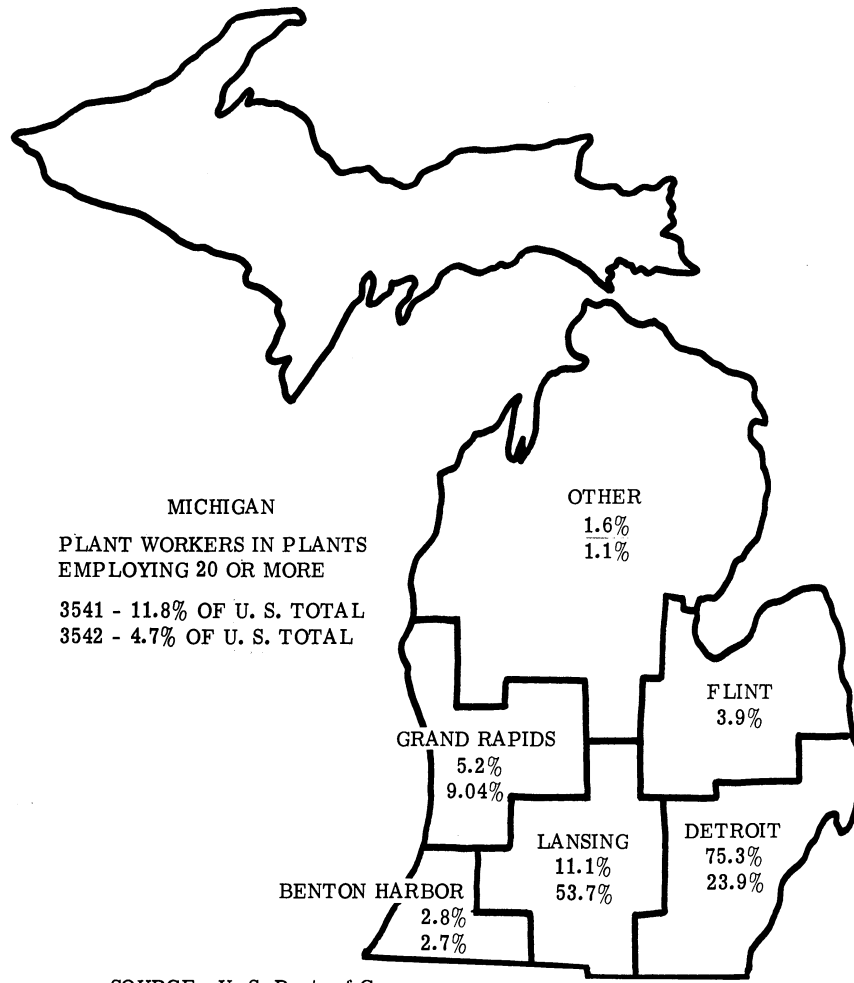 MICHIGAN
PLANT WORKERS IN PLANTS
EMPLOYING 20 OR MORE
3541 - 11.8% OF U. S. TOTAL
3542 - 4.7% OF U. S. TOTAL
OTHER
1.6%
1.1%
FLINT
3.9%
GRAND RAPIDS
5.2%
9.04%
LANSING
11.1%
53.7%
DETROIT
75.3%
23.9%
BENTON HARBOR
2.8%
2.7%
SOURCE U. S. of